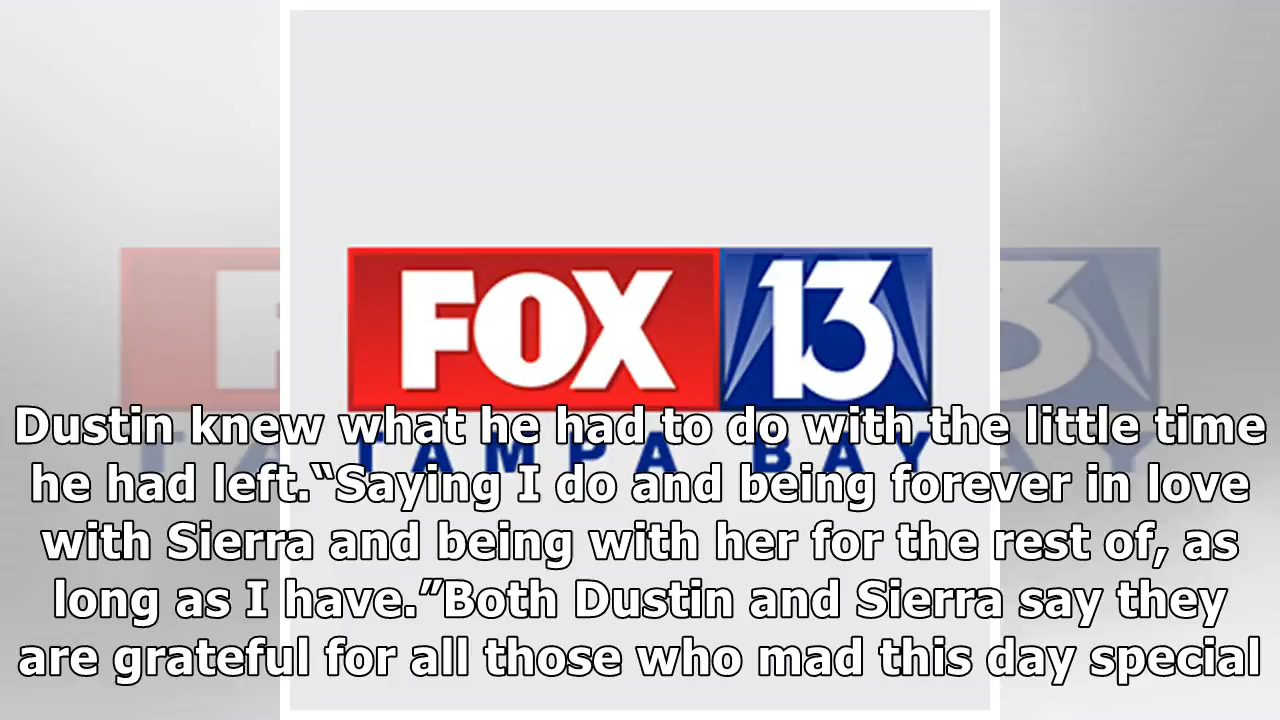 FOX 13
TAMPA BAY
Dustin knew what he had to do with the little time
he had left.“Saying I do and being forever in love
with Sierra and being with her for the rest of, as
long as I have.”Both Dustin and Sierra say they
are grateful for all those who mad this day special